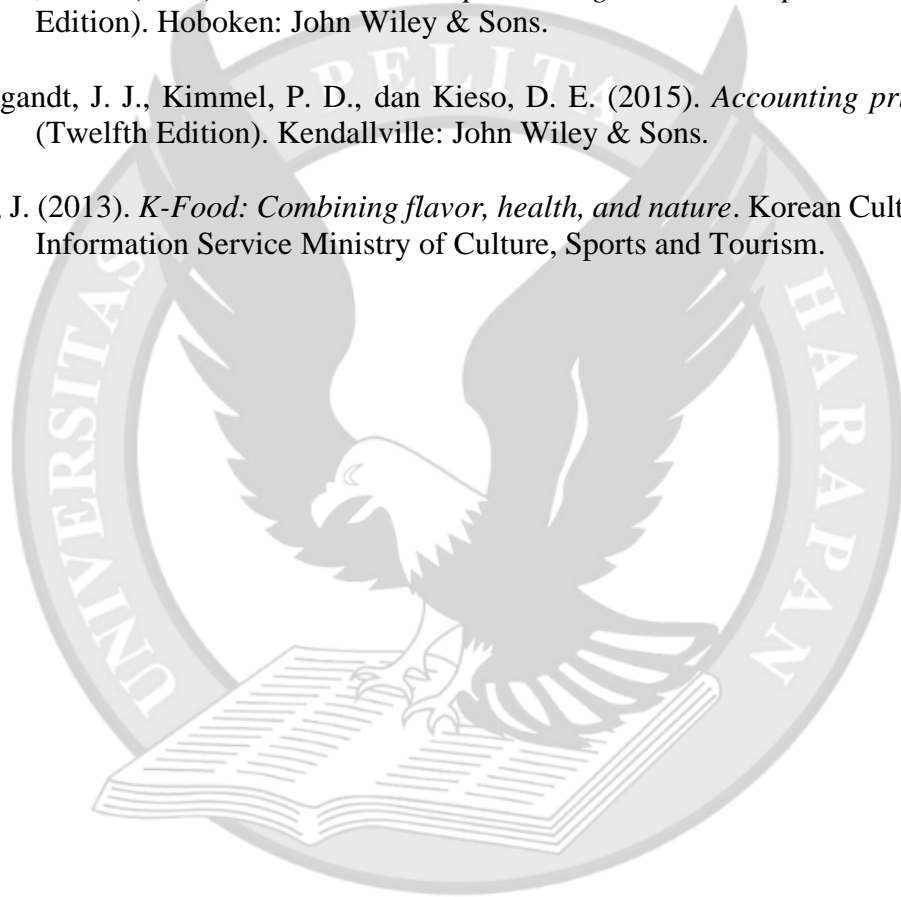 Edition). Hoboken: John Wiley & Sons.
gandt, J. J., Kimmel, P. D., dan Kieso, D. E. (2015). Accounting pri
(Twelfth Edition). Kendallville: John Wiley & Sons.
, J. (2013). K-Food: Combining flavor, health, and nature. Korean Cult
Information Service Ministry of Culture, Sports and Tourism.
UNIVERSITAS PELITA HARAPAN